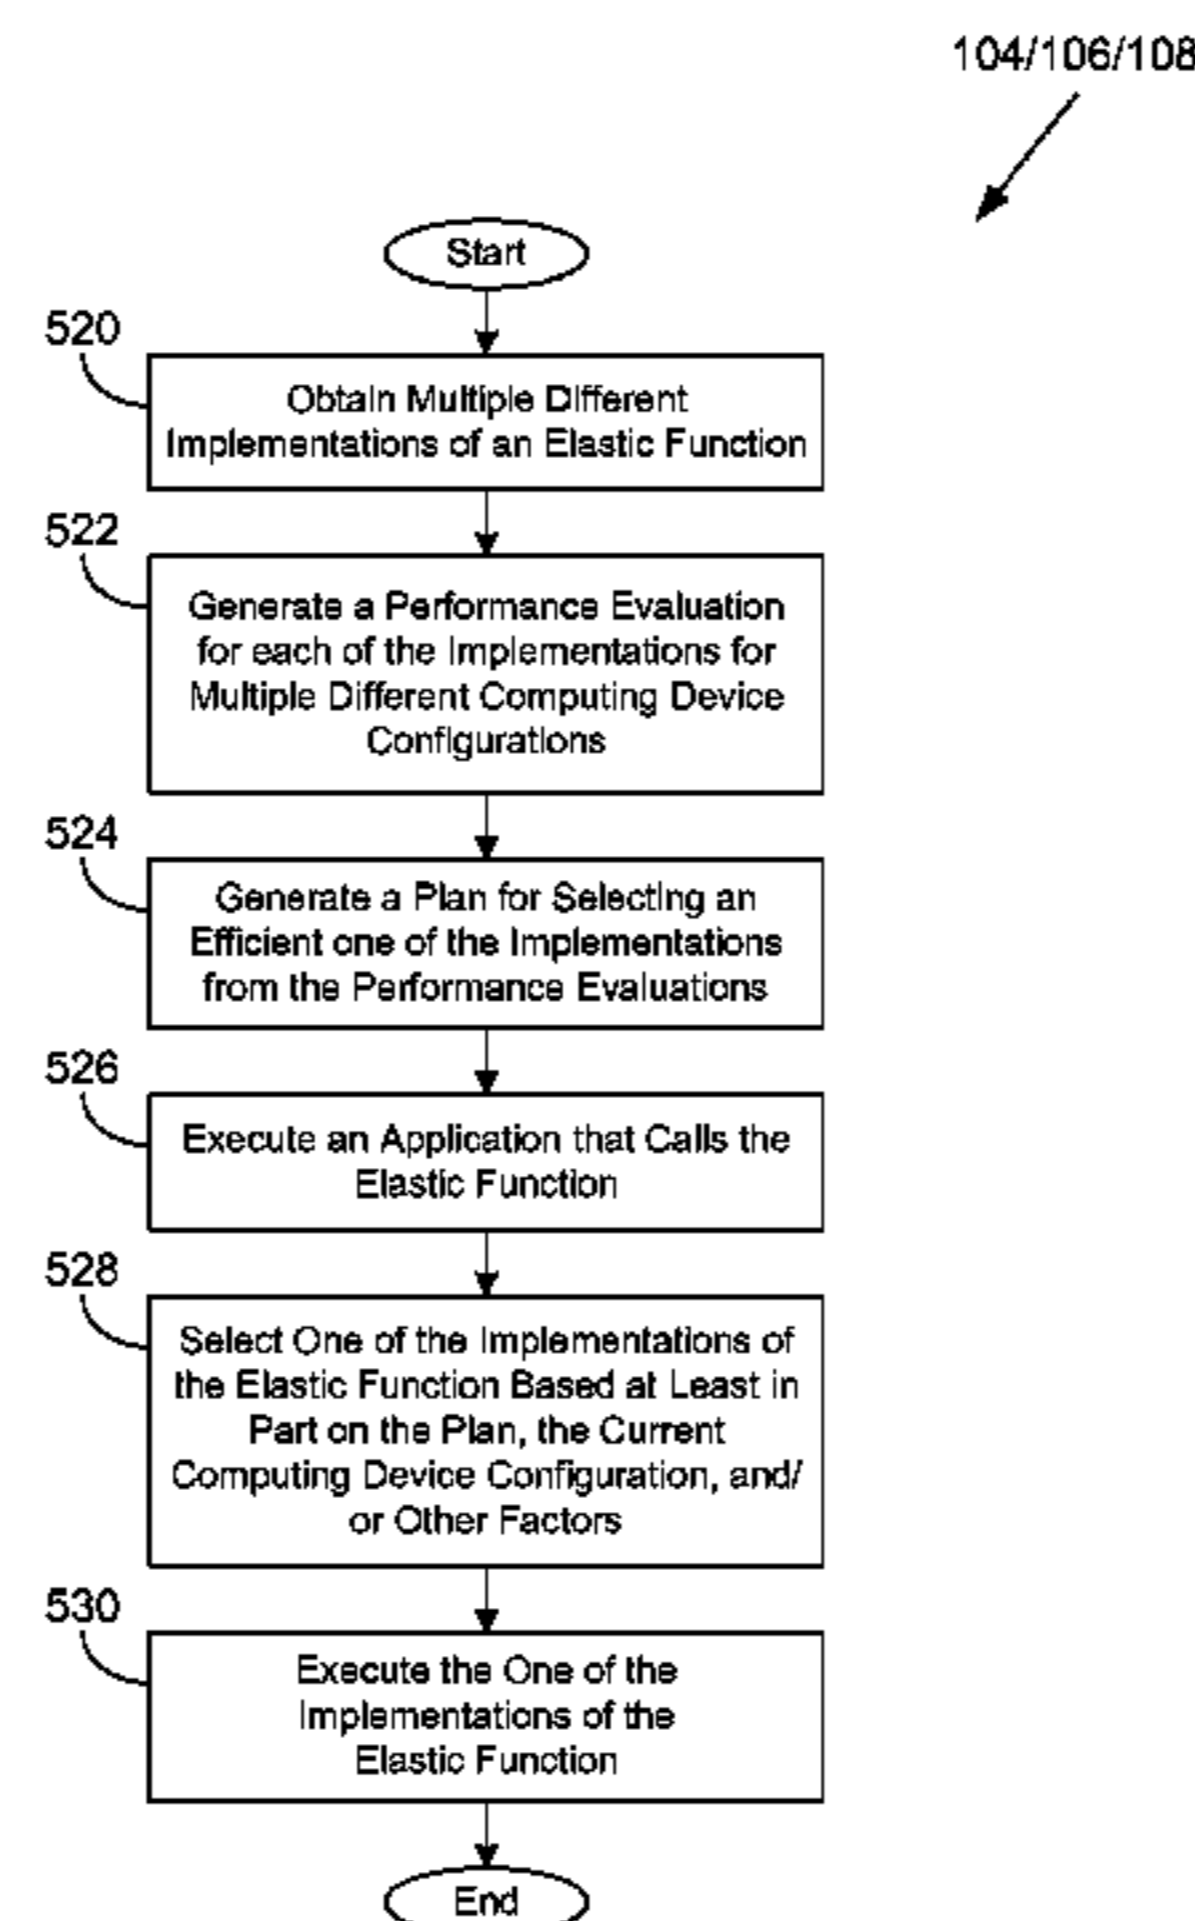 104/106/108
Start
520
Obtain Multiple Different
Implementations of an Elastic Function
522
Generate a Performance Evaluation
for each of the Implementations for
Multiple Different Computing Device
Configurations
524
Generate a Plan for Selecting an
Efficient one of the Implementations
from the Performance Evaluations
526
Execute an Application that Calls the
Elastic Function
528
Select One of the Implementations of
the Elastic Function Based at Least in
Part on the Plan, the Current
Computing Device Configuration, and/
or Other Factors
530
Execute the One of the
Implementations of the
Elastic Function
End